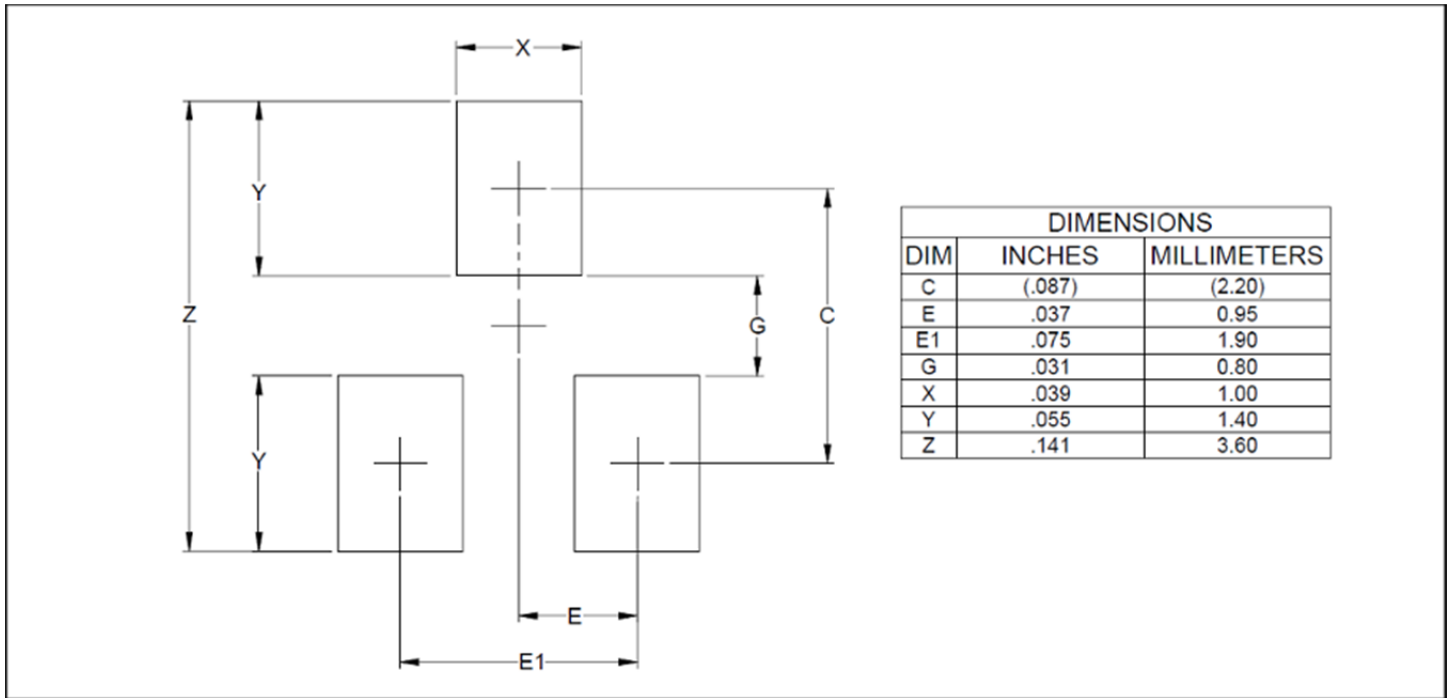 X
Y
Z
G
C
Y
E
E1
DIMENSIONS
DIM INCHES MILLIMETERS
C (.087) (2.20)
E .037 0.95
E1 .075 1.90
G .031 0.80
X .039 1.00
Y .055 1.40
Z .141 3.60